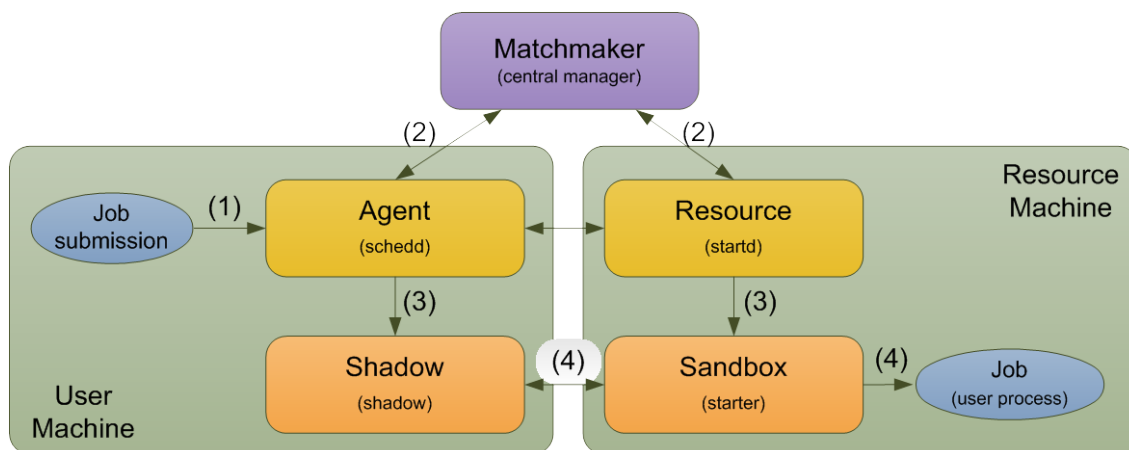 Matchmaker
(central manager)
(2)
(2)
Resource
Machine
Job
submission
(1)
Agent
(schedd)
Resource
(startd)
(3)
(3)
Shadow
(shadow)
(4)
Sandbox
(starter)
(4)
Job
(user process)
User
Machine